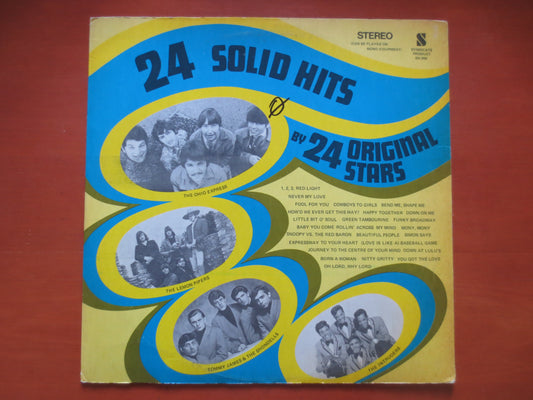 24 SOLID HITS
STEREO
(CAN BE PLAYED ON
MONO EQUIPMENT)
S
SYNDICATE
PRODUCT
BY 24 ORIGINAL
STARS
1, 2, 3, RED LIGHT
NEVER MY LOVE
FOOL FOR YOU COWBOYS TO GIRLS BEND ME, SHAPE ME
HOW'D WE EVER GET THIS WAY? HAPPY TOGETHER DOWN ON ME
LITTLE BIT O' SOUL GREEN TAMBOURINE FUNKY BROADWAY
BABY YOU COME ROLLIN' ACROSS MY MIND MONY, MONY
SNOOPY VS. THE RED BARON BEAUTIFUL PEOPLE SIMON SAYS
EXPRESSWAY TO YOUR HEART LOVE IS LIKE A BASEBALL GAME
JOURNEY TO THE CENTRE OF YOUR MIND DOWN AT LULU'S
BORN A WOMAN NITTY GRITTY YOU GOT THE LOVE
OH LORD, WHY LORD
THE OHIO EXPRESS
THE LEMON PIPERS
TOMMY JAMES & THE SHONDELLS
THE INTRUDERS